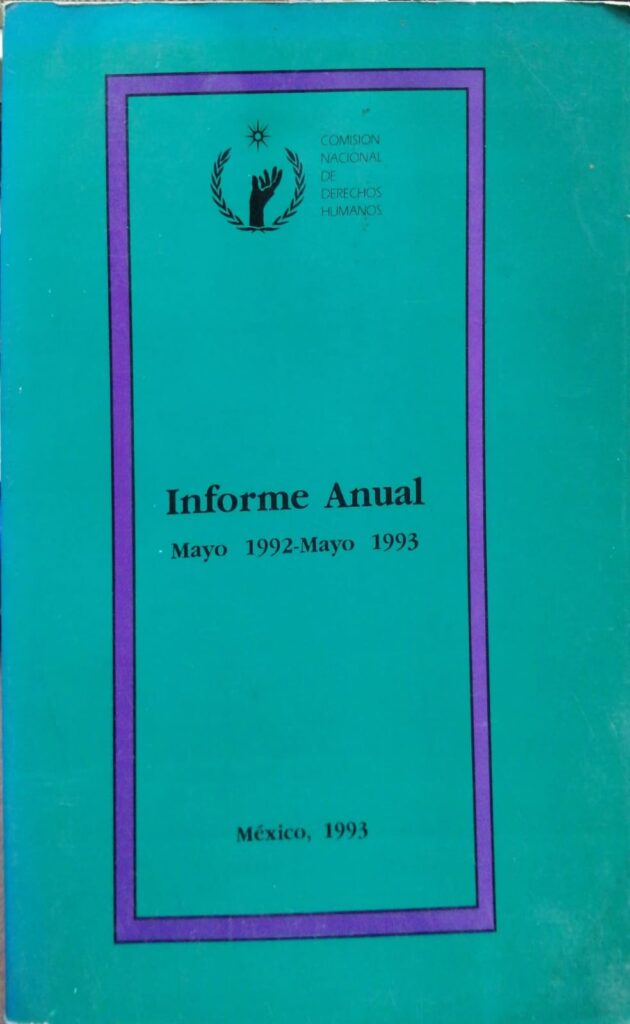 COMISION
NACIONAL
DE
DERECHOS
HUMANOS
Informe Anual
Mayo 1992-Mayo 1993
México, 1993